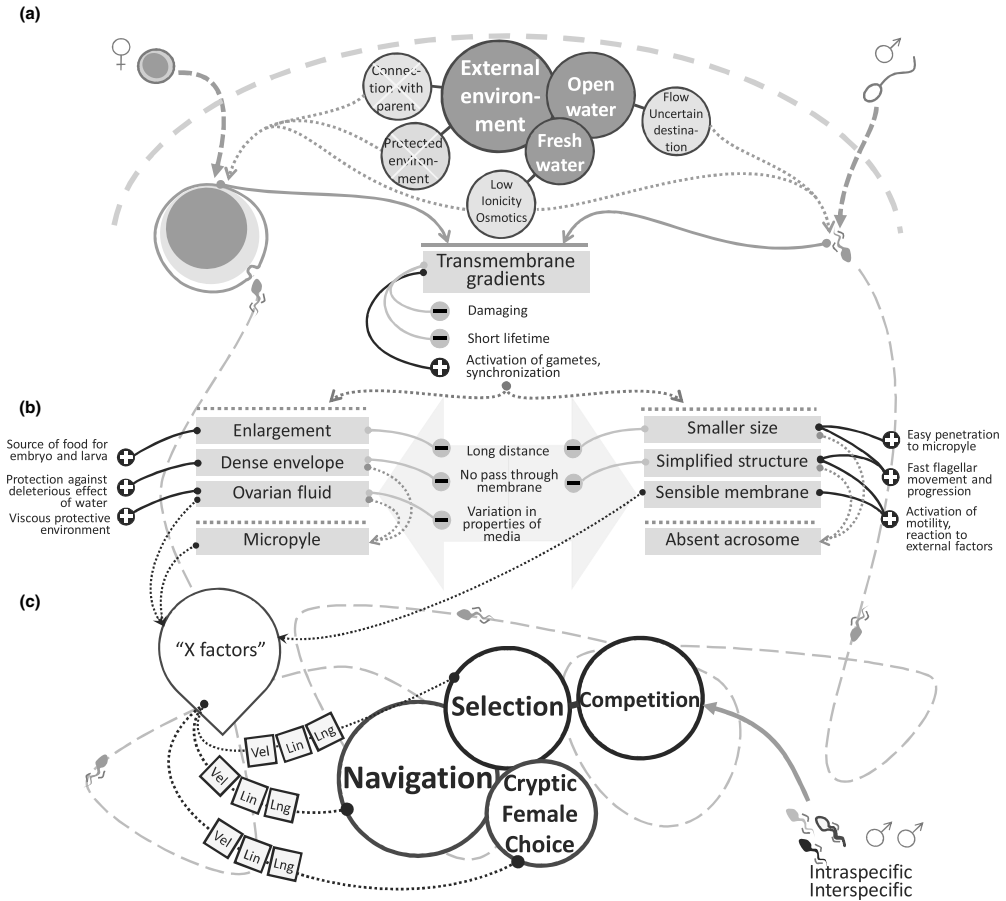 (a)
♀
♂
Connec-
tion with
parent
External
environ-
ment
Open
water
Flow
Uncertain
destina-
tion
Protected
environ-
ment
Fresh
water
Low
Ionicity
Osmotics
Transmembrane
gradients
Damaging
Short lifetime
Activation of gametes,
synchronization
(b)
Source of food for
embryo and larva
Protection against
deleterious effect
of water
Viscous protective
environment
Enlargement
Dense envelope
Ovarian fluid
Micropyle
Long distance
No pass through
membrane
Variation in
properties of
media
Smaller size
Simplified structure
Sensible membrane
Absent acrosome
Easy penetration
to micropyle
Fast flagellar
movement and
progression
Activation of
motility,
reaction to
external factors
(c)
“X factors”
Selection
Competition
Navigation
Cryptic
Female
Choice
Vel Lin Lng
Vel Lin Lng
Vel Lin Lng
♂ ♂
Intraspecific
Interspecific